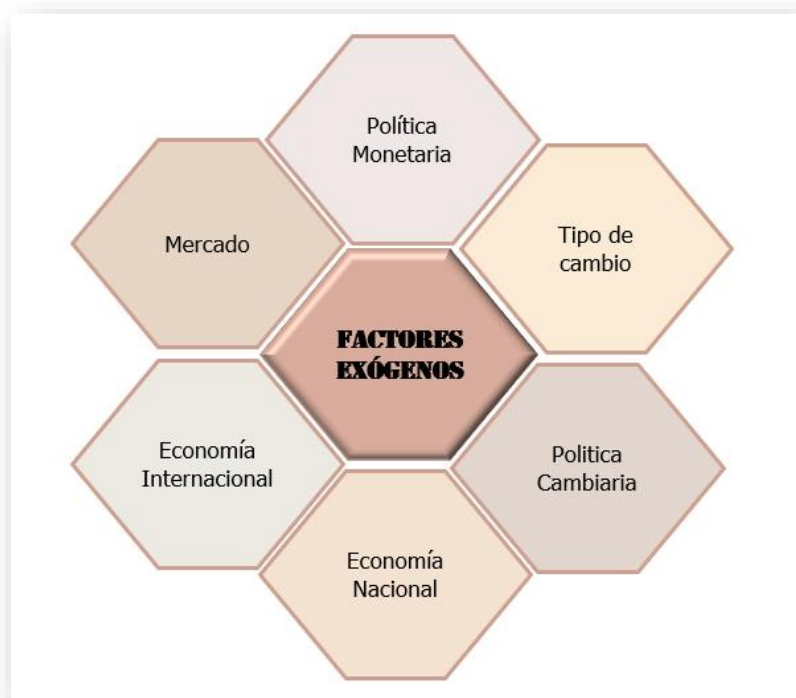 Política
Monetaria
Mercado
Tipo de
cambio
FACTORES
EXÓGENOS
Economía
Internacional
Politica
Cambiaria
Economía
Nacional